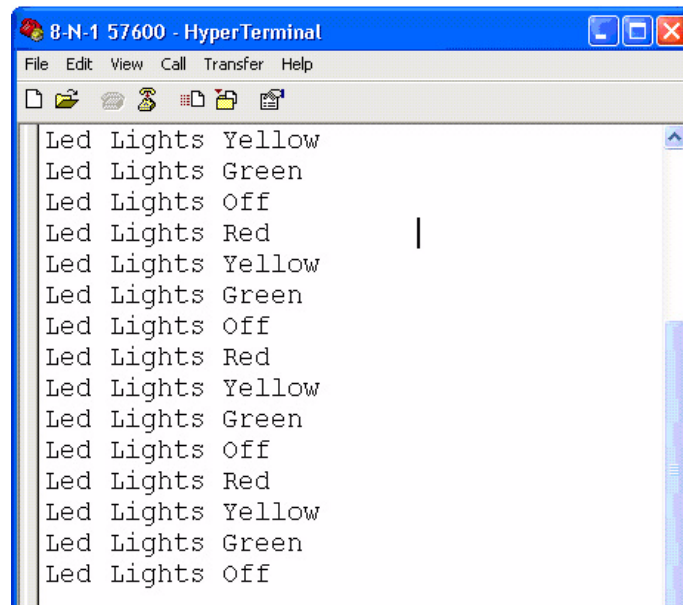 8-N-1 57600 - HyperTerminal
File Edit View Call Transfer Help
Led Lights Yellow
Led Lights Green
Led Lights Off
Led Lights Red
Led Lights Yellow
Led Lights Green
Led Lights Off
Led Lights Red
Led Lights Yellow
Led Lights Green
Led Lights Off
Led Lights Red
Led Lights Yellow
Led Lights Green
Led Lights Off